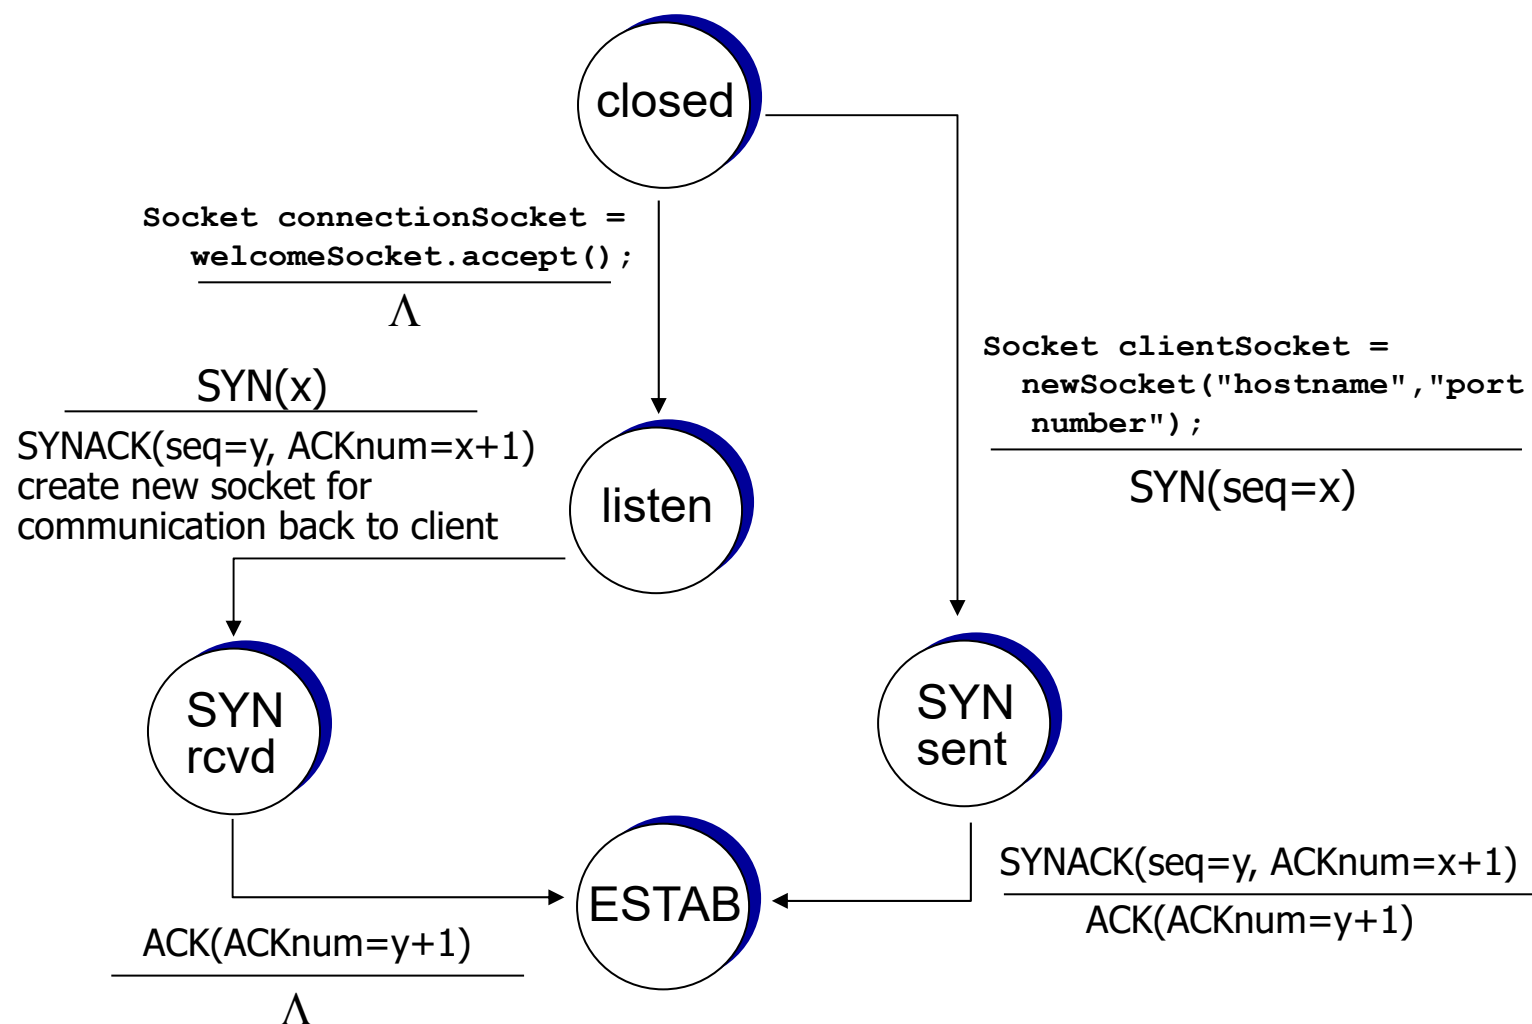 closed
Socket connectionSocket =
welcomeSocket.accept();
Λ
Socket clientSocket =
newSocket("hostname","port
number");
SYN(seq=x)
SYN(x)
SYNACK(seq=y, ACKnum=x+1)
create new socket for
communication back to client
listen
SYN
rcvd
SYN
sent
ESTAB
SYNACK(seq=y, ACKnum=x+1)
ACK(ACKnum=y+1)
ACK(ACKnum=y+1)
Λ